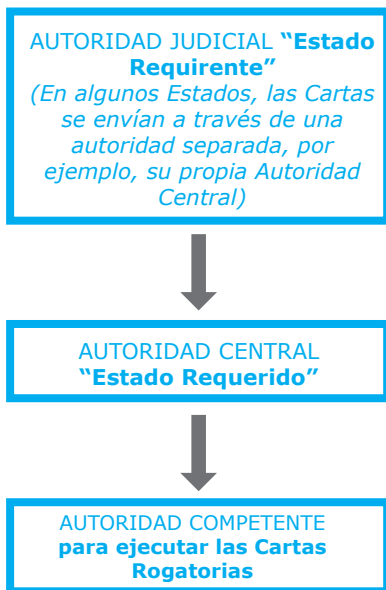 AUTORIDAD JUDICIAL “Estado
Requirente”
(En algunos Estados, las Cartas
se envían a través de una
autoridad separada, por
ejemplo, su propia Autoridad
Central)
AUTORIDAD CENTRAL
“Estado Requerido”
AUTORIDAD COMPETENTE
para ejecutar las Cartas
Rogatorias